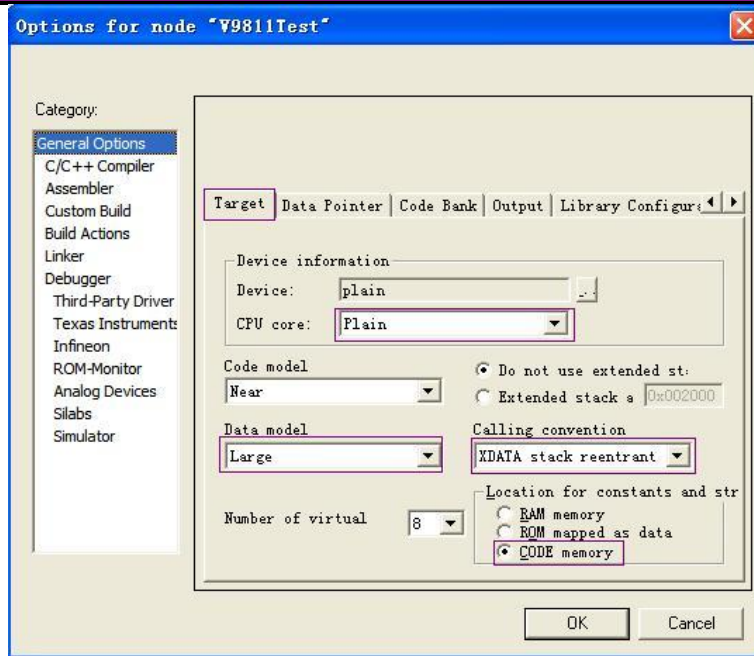 Options for node "V9811Test"
Category:
General Options
C/C++ Compiler
Assembler
Custom Build
Build Actions
Linker
Debugger
Third-Party Driver
Texas Instruments
Infineon
ROM-Monitor
Analog Devices
Silabs
Simulator
Target Data Pointer Code Bank Output Library Configura
Device information
Device: plain ...
CPU core: Plain
Code model
Near
Do not use extended st
Extended stack a 0x002000
Data model
Large
Calling convention
XDATA stack reentrant
Number of virtual 8
Location for constants and str
RAM memory
ROM mapped as data
CODE memory
OK Cancel